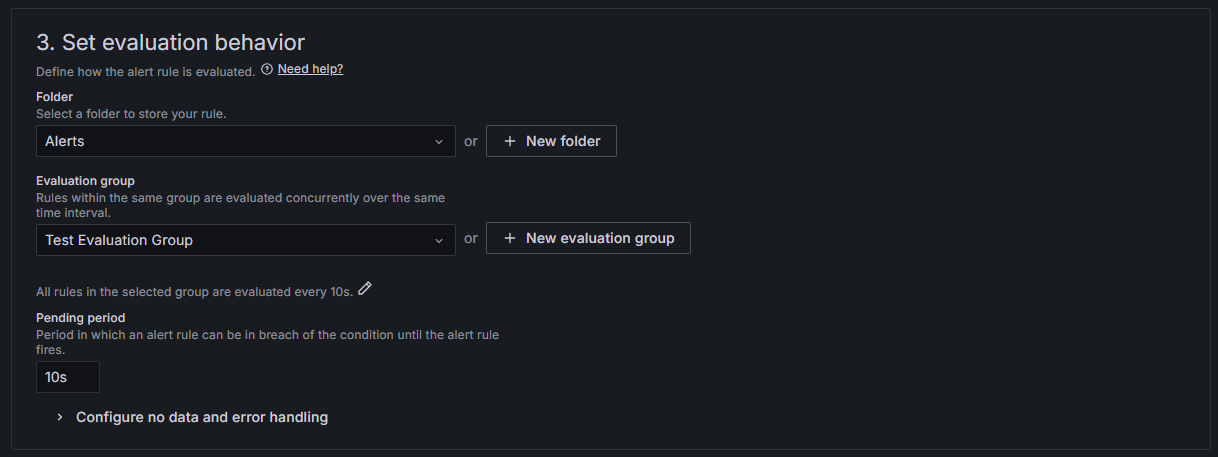 3. Set evaluation behavior
Define how the alert rule is evaluated. Need help?
Folder
Select a folder to store your rule.
Alerts or + New folder
Evaluation group
Rules within the same group are evaluated concurrently over the same
time interval.
Test Evaluation Group or + New evaluation group
All rules in the selected group are evaluated every 10s.
Pending period
Period in which an alert rule can be in breach of the condition until the alert rule
fires.
10s
Configure no data and error handling